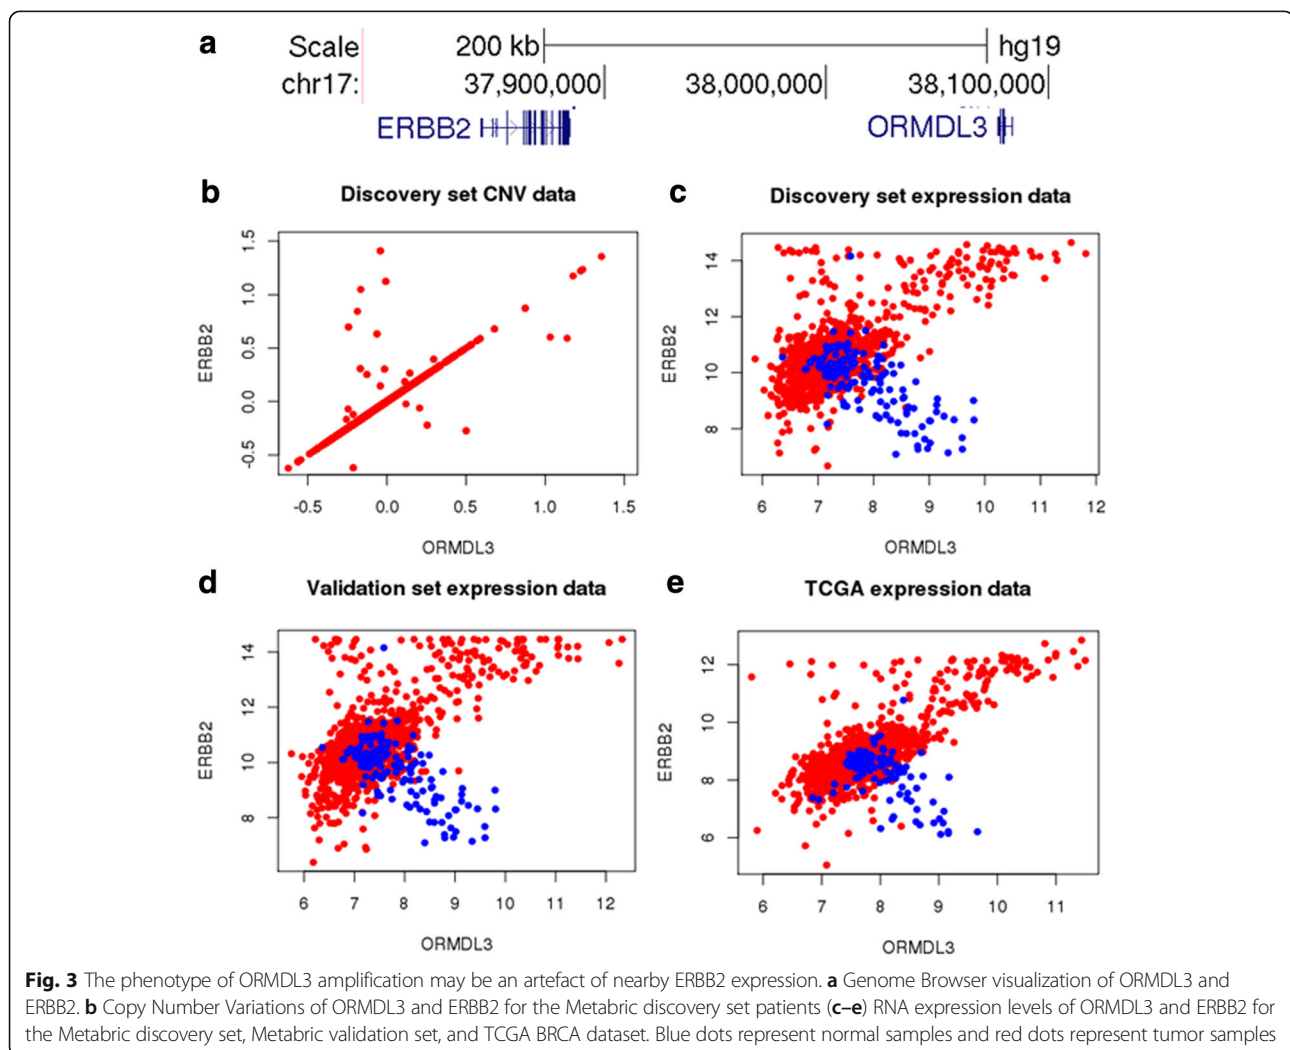 a
Scale 200 kb hg19
chr17: 37,900,000 38,000,000 38,100,000
ERBB2 ORMDL3
b
Discovery set CNV data
ERBB2
1.5
1.0
0.5
0.0
-0.5
-0.5 0.0 0.5 1.0 1.5
ORMDL3
c
Discovery set expression data
ERBB2
14
12
10
8
6 7 8 9 10 11 12
ORMDL3
d
Validation set expression data
ERBB2
14
12
10
8
6 7 8 9 10 11 12
ORMDL3
e
TCGA expression data
ERBB2
12
10
8
6
6 7 8 9 10 11
ORMDL3
Fig. 3 The phenotype of ORMDL3 amplification may be an artefact of nearby ERBB2 expression. a Genome Browser visualization of ORMDL3 and
ERBB2. b Copy Number Variations of ORMDL3 and ERBB2 for the Metabric discovery set patients (c–e) RNA expression levels of ORMDL3 and ERBB2 for
the Metabric discovery set, Metabric validation set, and TCGA BRCA dataset. Blue dots represent normal samples and red dots represent tumor samples